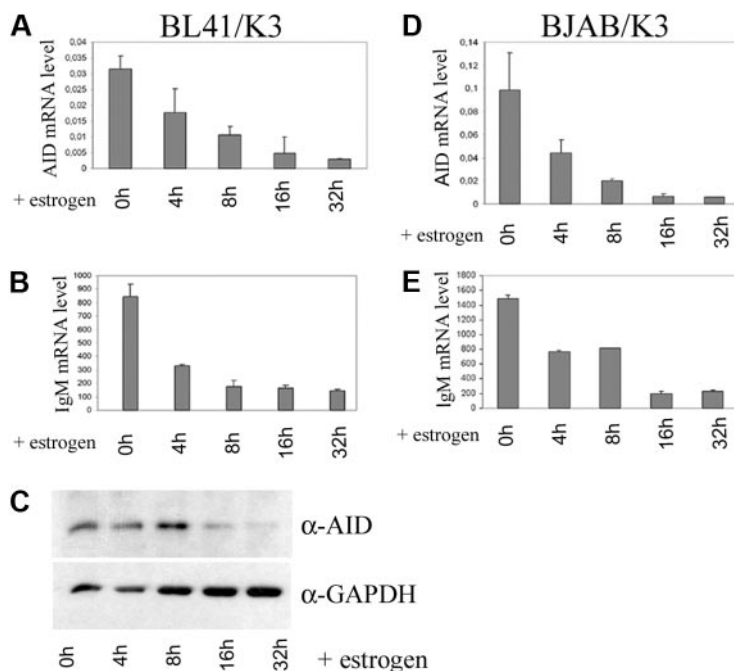 A
BL41/K3
AID mRNA level
0,04
0,035
0,03
0,025
0,02
0,015
0,01
0,005
0
+ estrogen
0h
4h
8h
16h
32h
B
IgM mRNA level
1000
900
800
700
600
500
400
300
200
100
0
+ estrogen
0h
4h
8h
16h
32h
C
α-AID
α-GAPDH
0h
4h
8h
16h
32h
+ estrogen
D
BJAB/K3
AID mRNA level
0,14
0,12
0,1
0,08
0,06
0,04
0,02
0
+ estrogen
0h
4h
8h
16h
32h
E
IgM mRNA level
1800
1600
1400
1200
1000
800
600
400
200
0
+ estrogen
0h
4h
8h
16h
32h